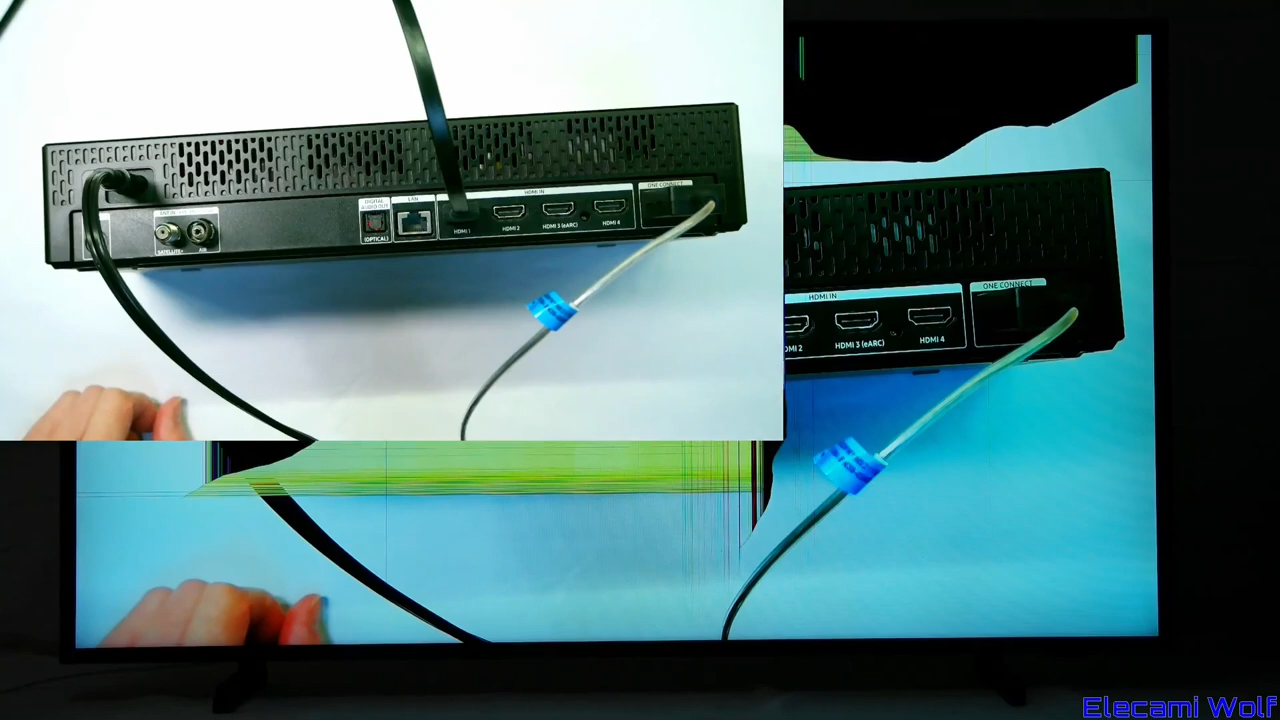 DIGITAL
AUDIO OUT
(OPTICAL)
LAN
HDMI IN
HDMI 1
HDMI 2
HDMI 3 (eARC)
HDMI 4
ONE CONNECT
SATELLITE
HDMI IN
ONE CONNECT
HDMI 3 (eARC)
HDMI 4
Elecami Wolf